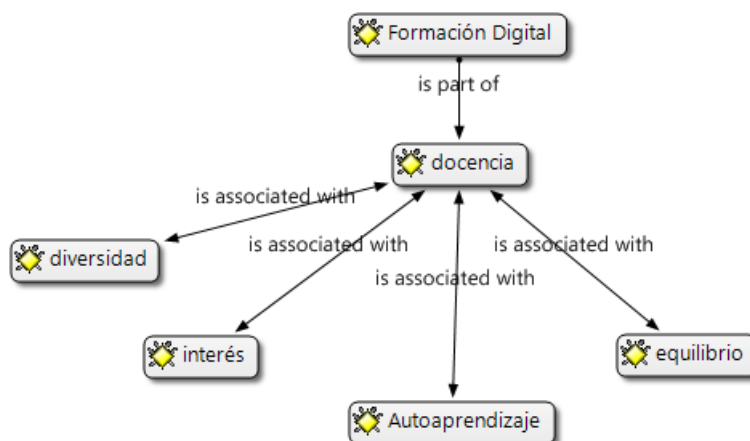 Formación Digital
is part of
docencia
is associated with
is associated with
is associated with
is associated with
diversidad
interés
equilibrio
Autoaprendizaje